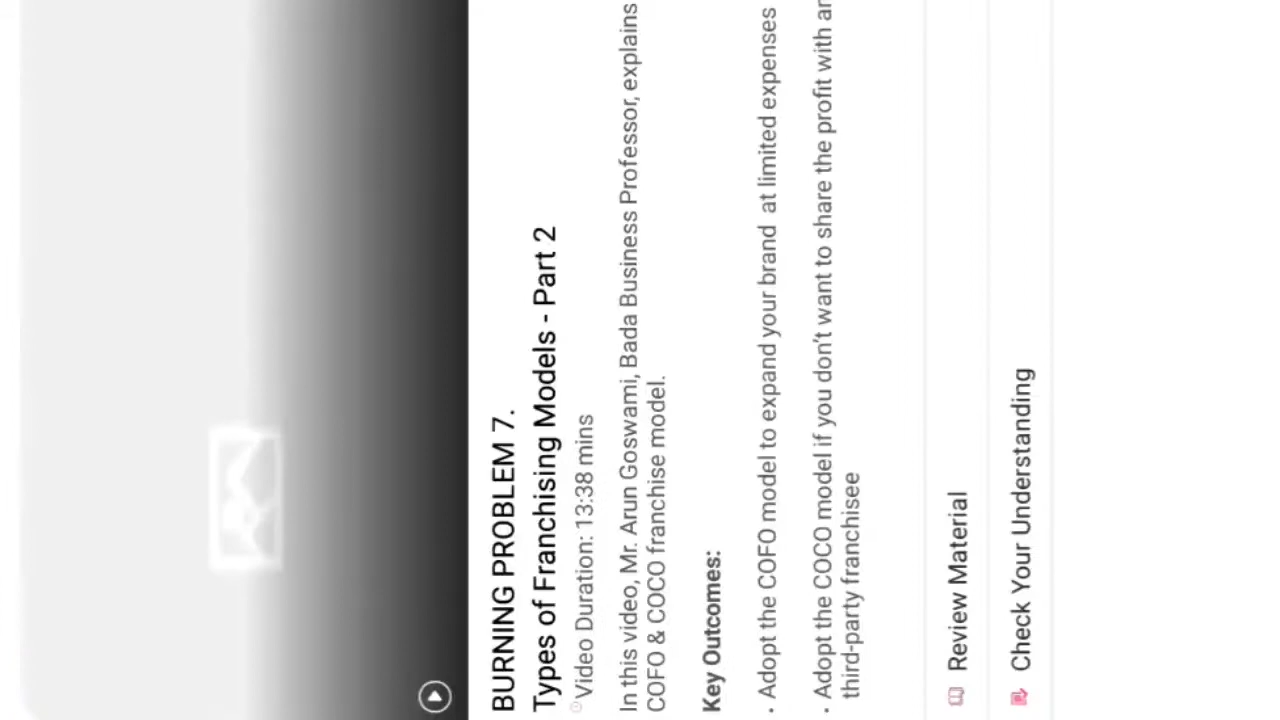 BURNING PROBLEM 7.
Types of Franchising Models - Part 2
Video Duration: 13:38 mins
In this video, Mr. Arun Goswami, Bada Business Professor, explains
COFO & COCO franchise model.
Key Outcomes:
• Adopt the COFO model to expand your brand at limited expenses
• Adopt the COCO model if you don't want to share the profit with
third-party franchisee
Review Material
Check Your Understanding